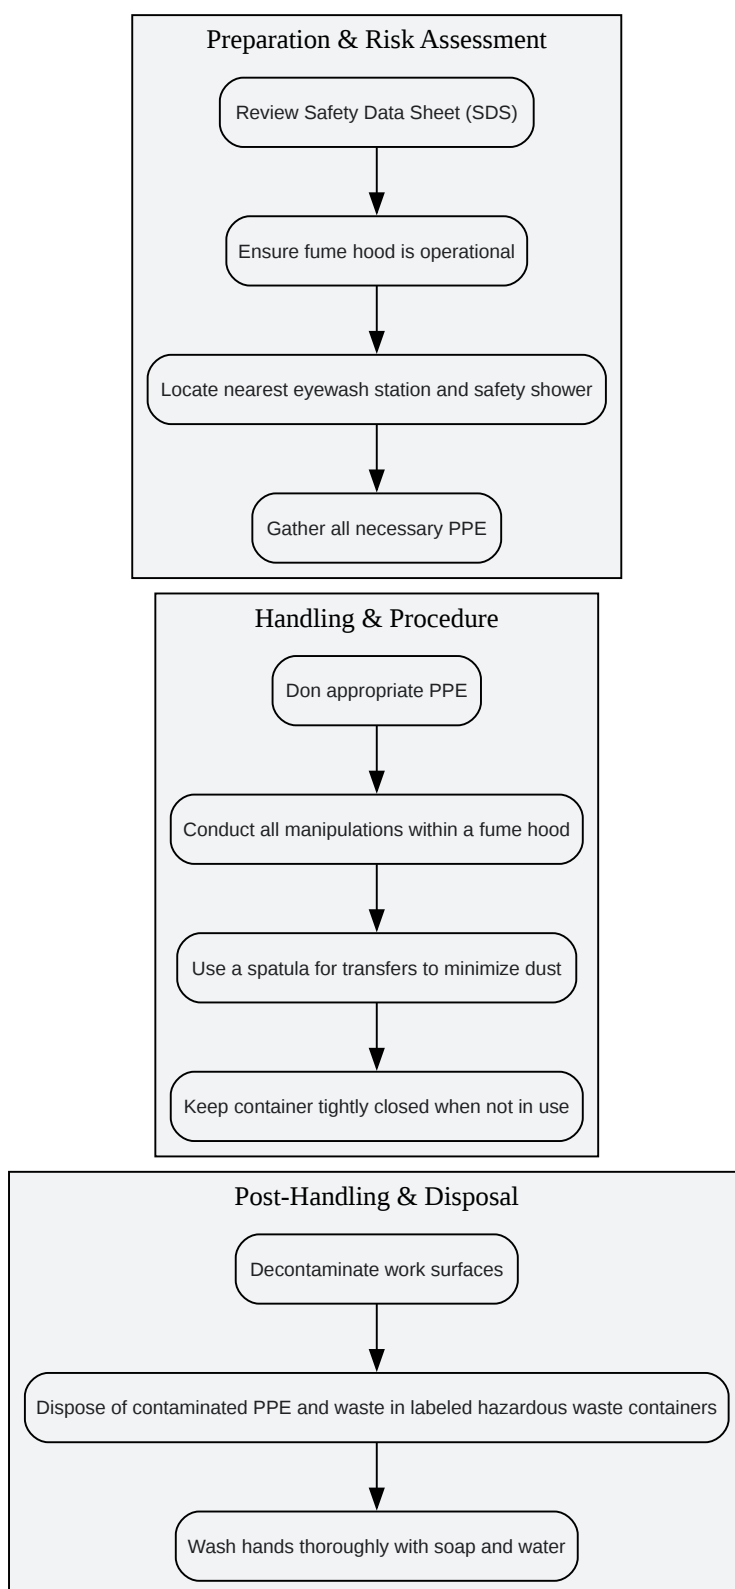 Preparation & Risk Assessment
Review Safety Data Sheet (SDS)
Ensure fume hood is operational
Locate nearest eyewash station and safety shower
Gather all necessary PPE
Handling & Procedure
Don appropriate PPE
Conduct all manipulations within a fume hood
Use a spatula for transfers to minimize dust
Keep container tightly closed when not in use
Post-Handling & Disposal
Decontaminate work surfaces
Dispose of contaminated PPE and waste in labeled hazardous waste containers
Wash hands thoroughly with soap and water